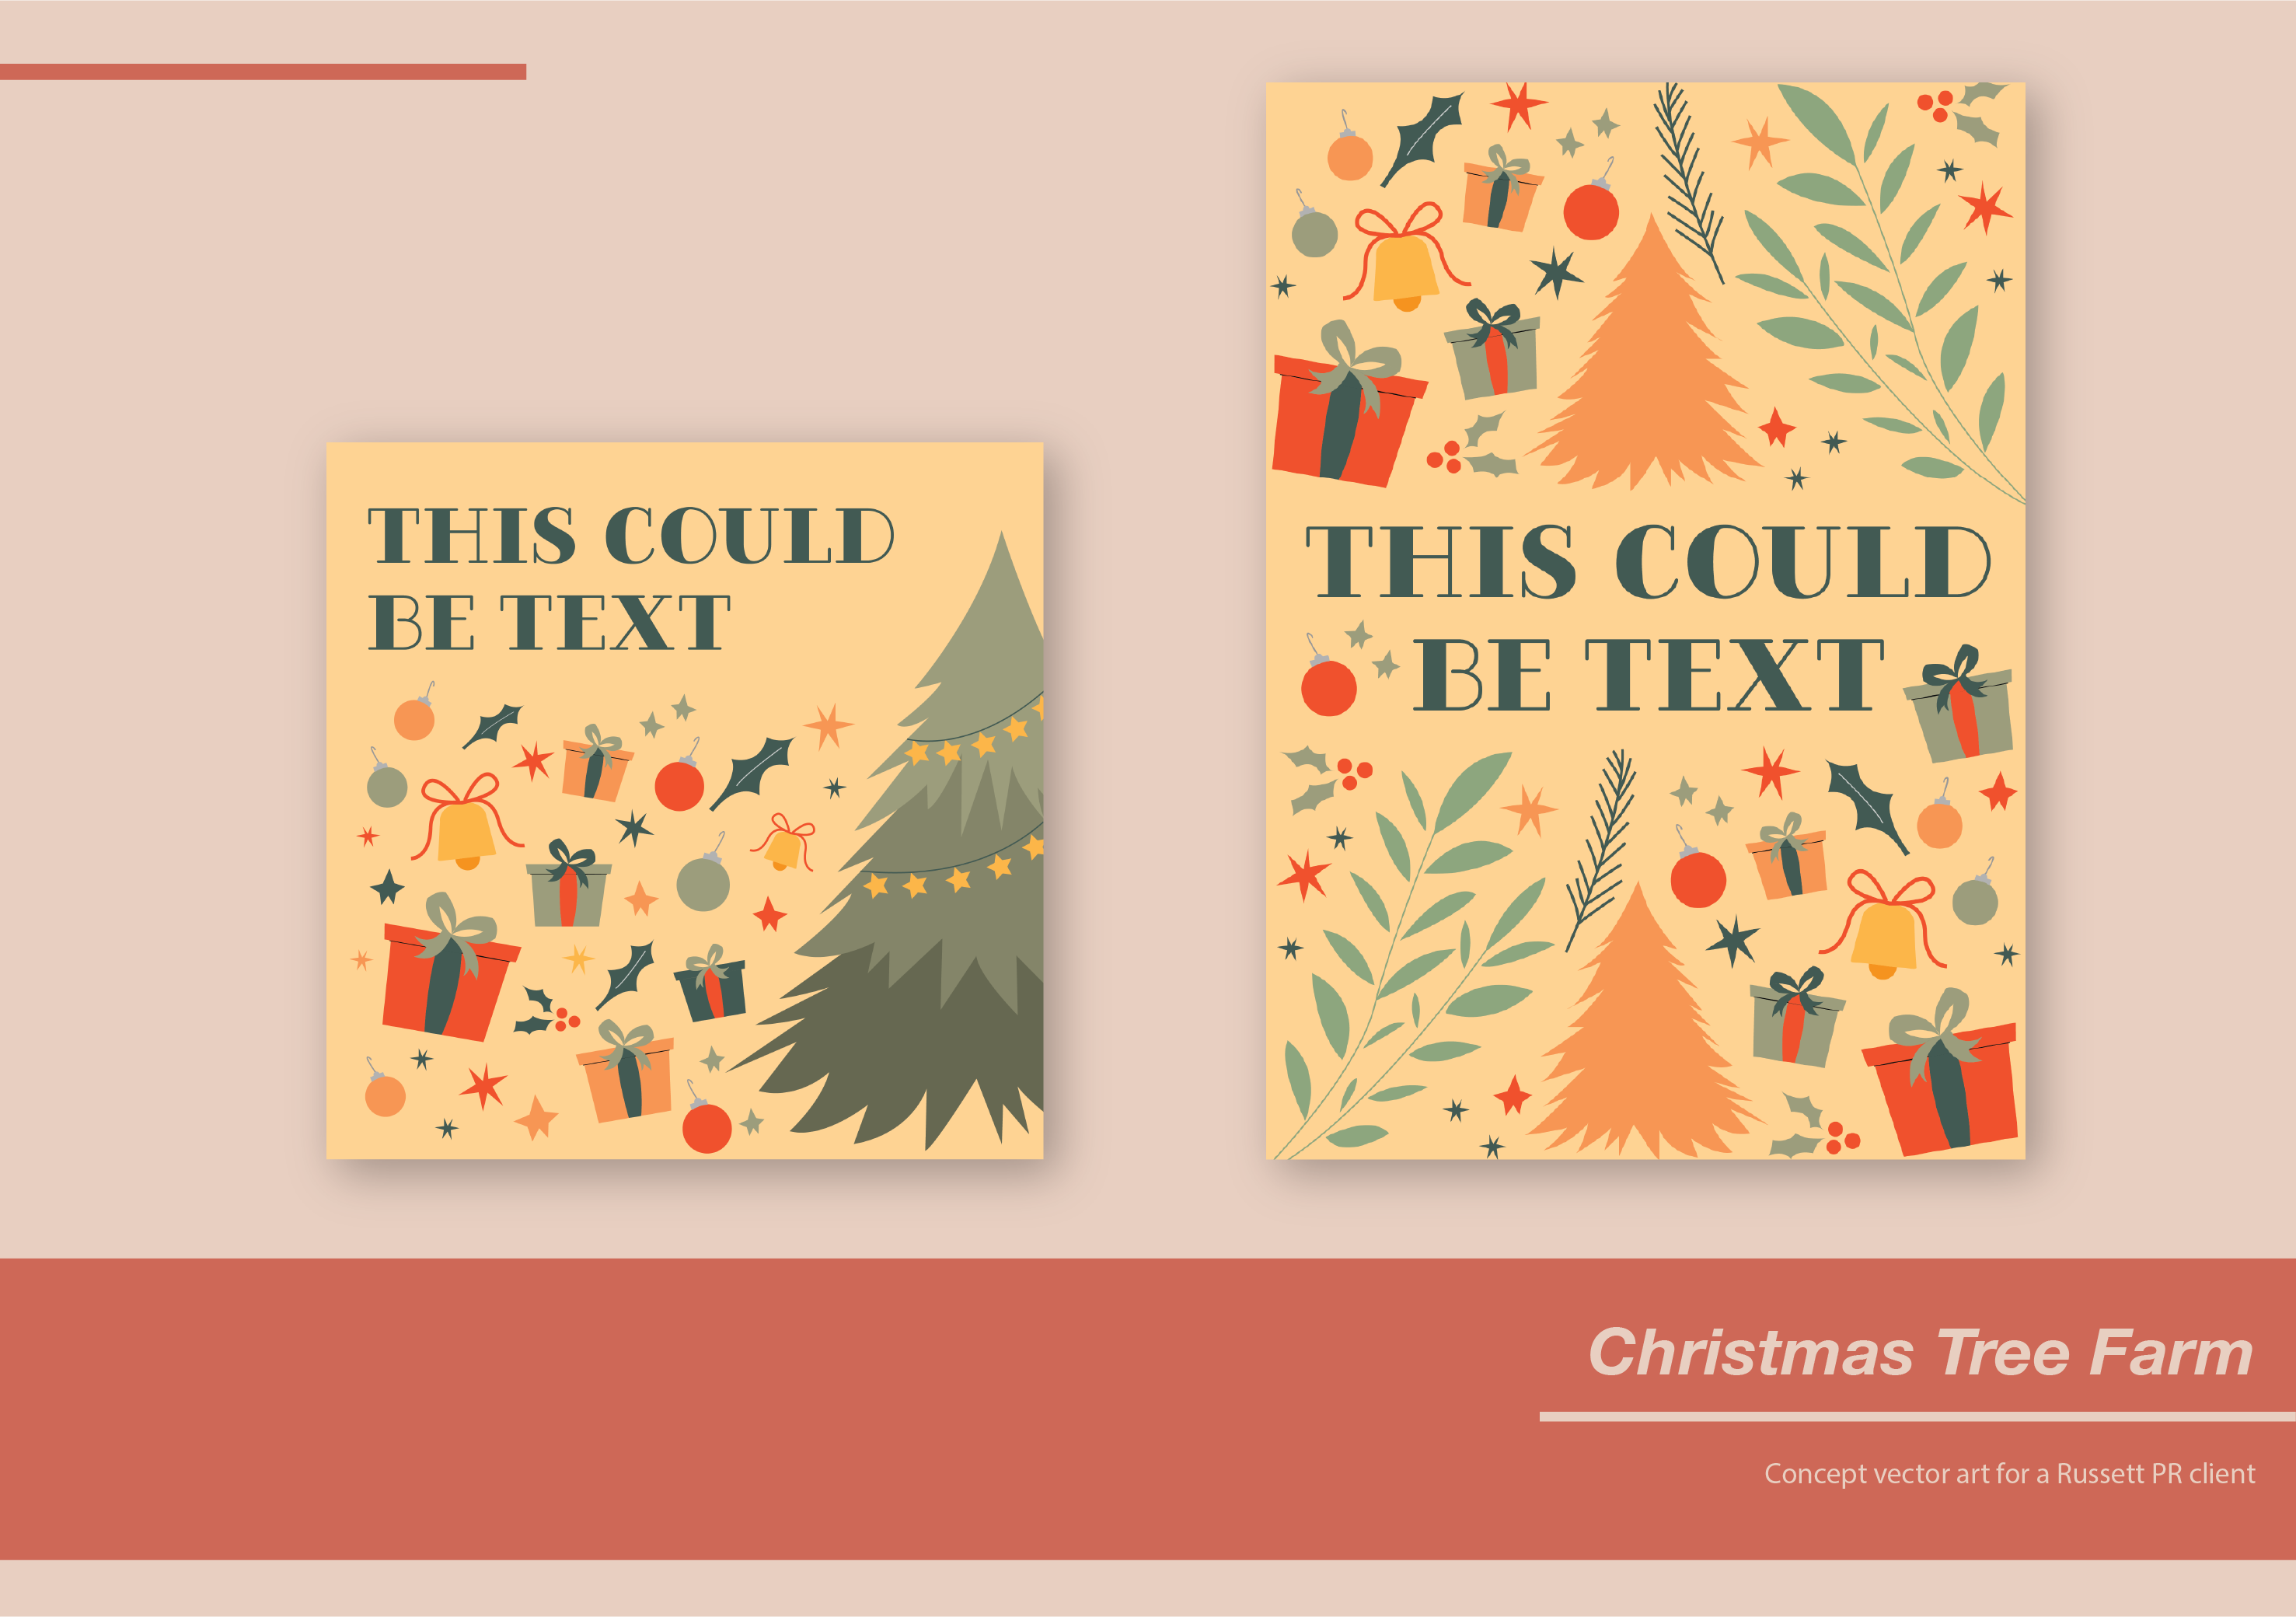 THIS COULD
BE TEXT
THIS COULD
BE TEXT
Christmas Tree Farm
Concept vector art for a Russett PR client